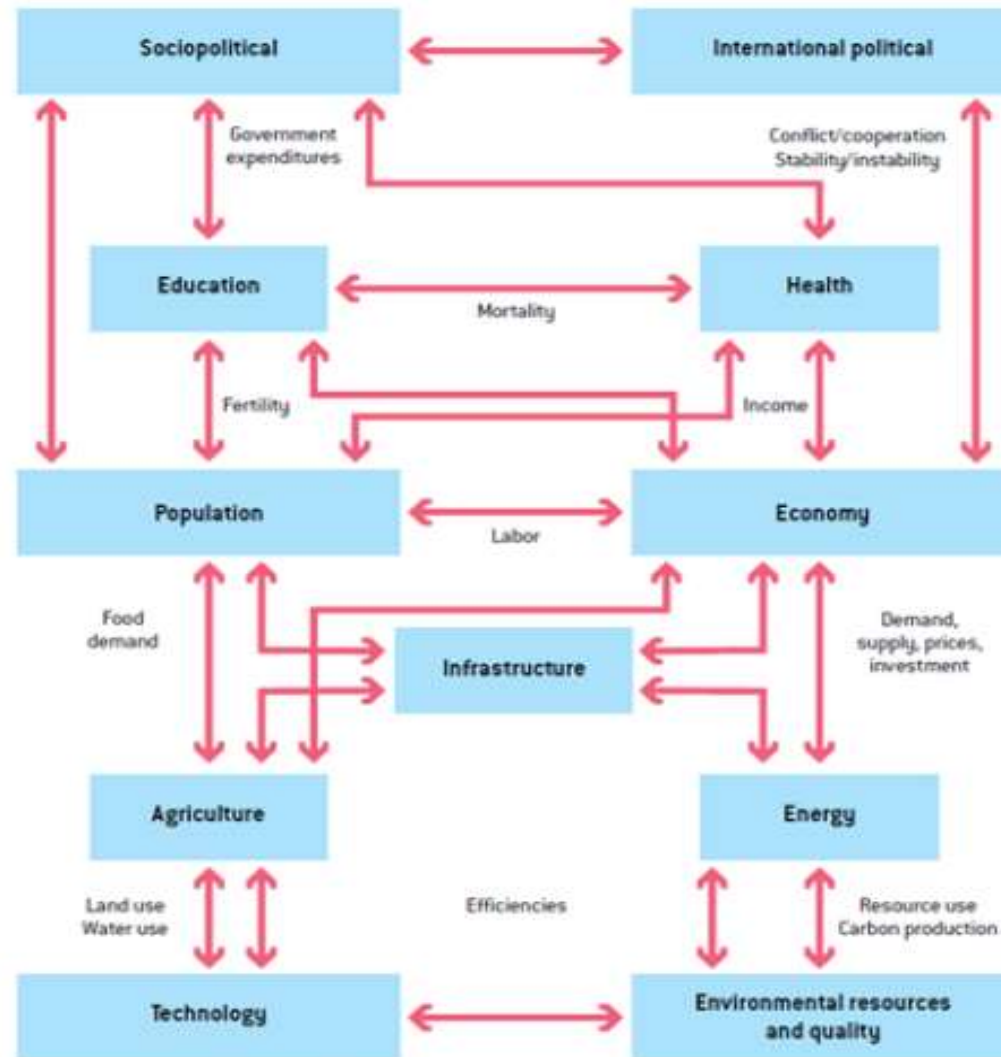 Sociopolitical
International political
Government
expenditures
Conflict/cooperation
Stability/instability
Education
Health
Mortality
Fertility
Income
Population
Economy
Labor
Food
demand
Demand,
supply, prices,
investment
Infrastructure
Agriculture
Energy
Land use
Water use
Efficiencies
Resource use
Carbon production
Technology
Environmental resources
and quality